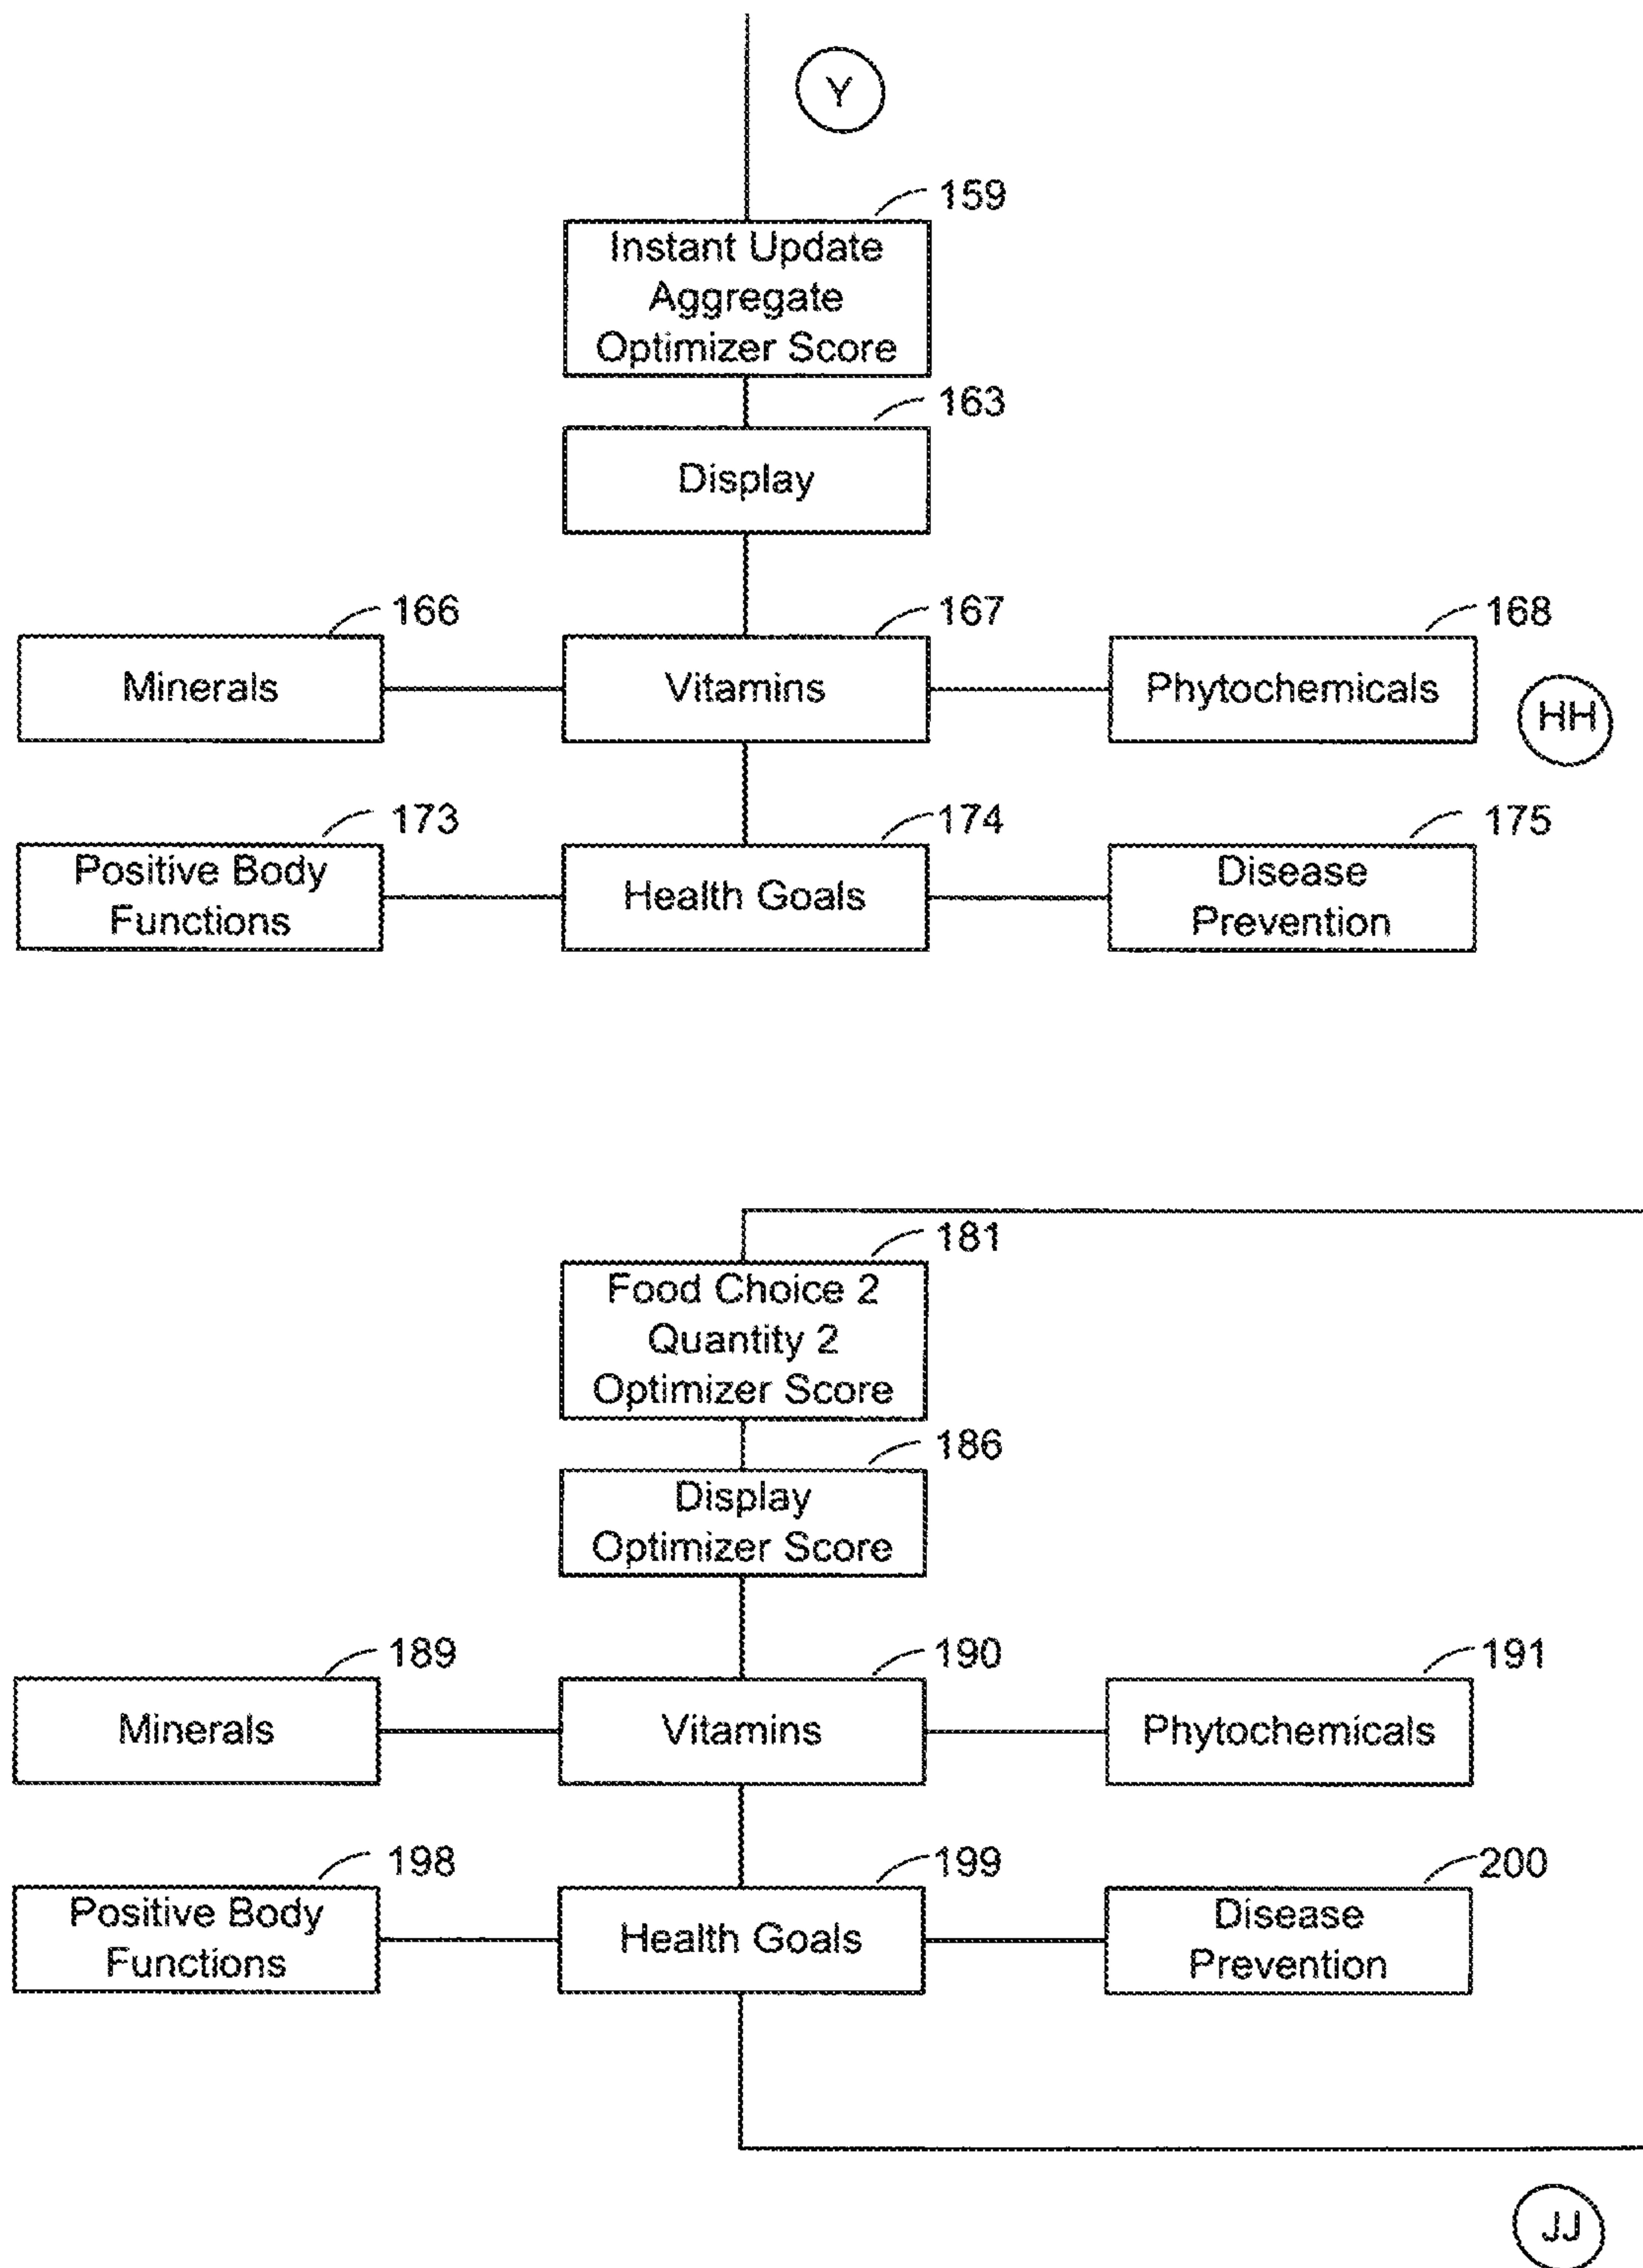 Y
159
Instant Update
Aggregate
Optimizer Score
163
Display
166
167
168
Minerals
Vitamins
Phytochemicals
HH
173
174
175
Positive Body
Functions
Health Goals
Disease
Prevention
181
Food Choice 2
Quantity 2
Optimizer Score
186
Display
Optimizer Score
189
190
191
Minerals
Vitamins
Phytochemicals
198
199
200
Positive Body
Functions
Health Goals
Disease
Prevention
JJ